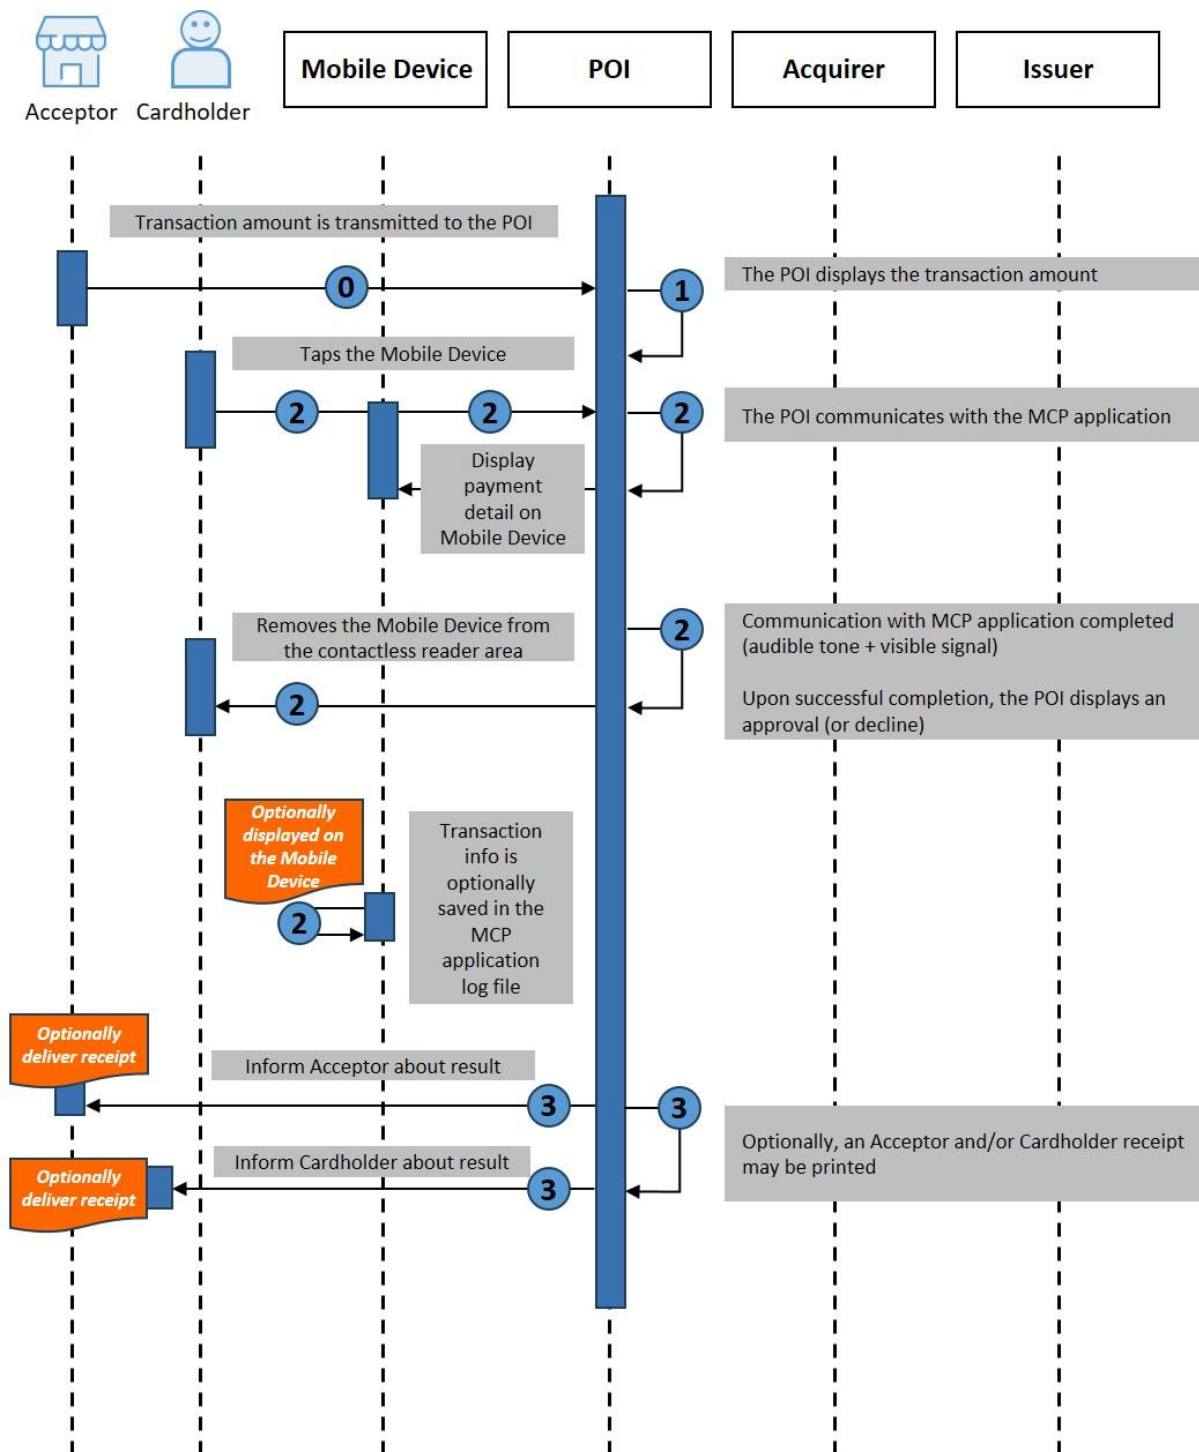 Acceptor
Cardholder
Mobile Device
POI
Acquirer
Issuer
Transaction amount is transmitted to the POI
0
1
The POI displays the transaction amount
Taps the Mobile Device
2
2
2
The POI communicates with the MCP application
Display
payment
detail on
Mobile Device
Removes the Mobile Device from
the contactless reader area
2
2
Communication with MCP application completed
(audible tone + visible signal)
Upon successful completion, the POI displays an
approval (or decline)
Optionally
displayed on
the Mobile
Device
2
Transaction
info is
optionally
saved in the
MCP
application
log file
Optionally
deliver receipt
Inform Acceptor about result
3
3
Optionally, an Acceptor and/or Cardholder receipt
may be printed
Optionally
deliver receipt
Inform Cardholder about result
3